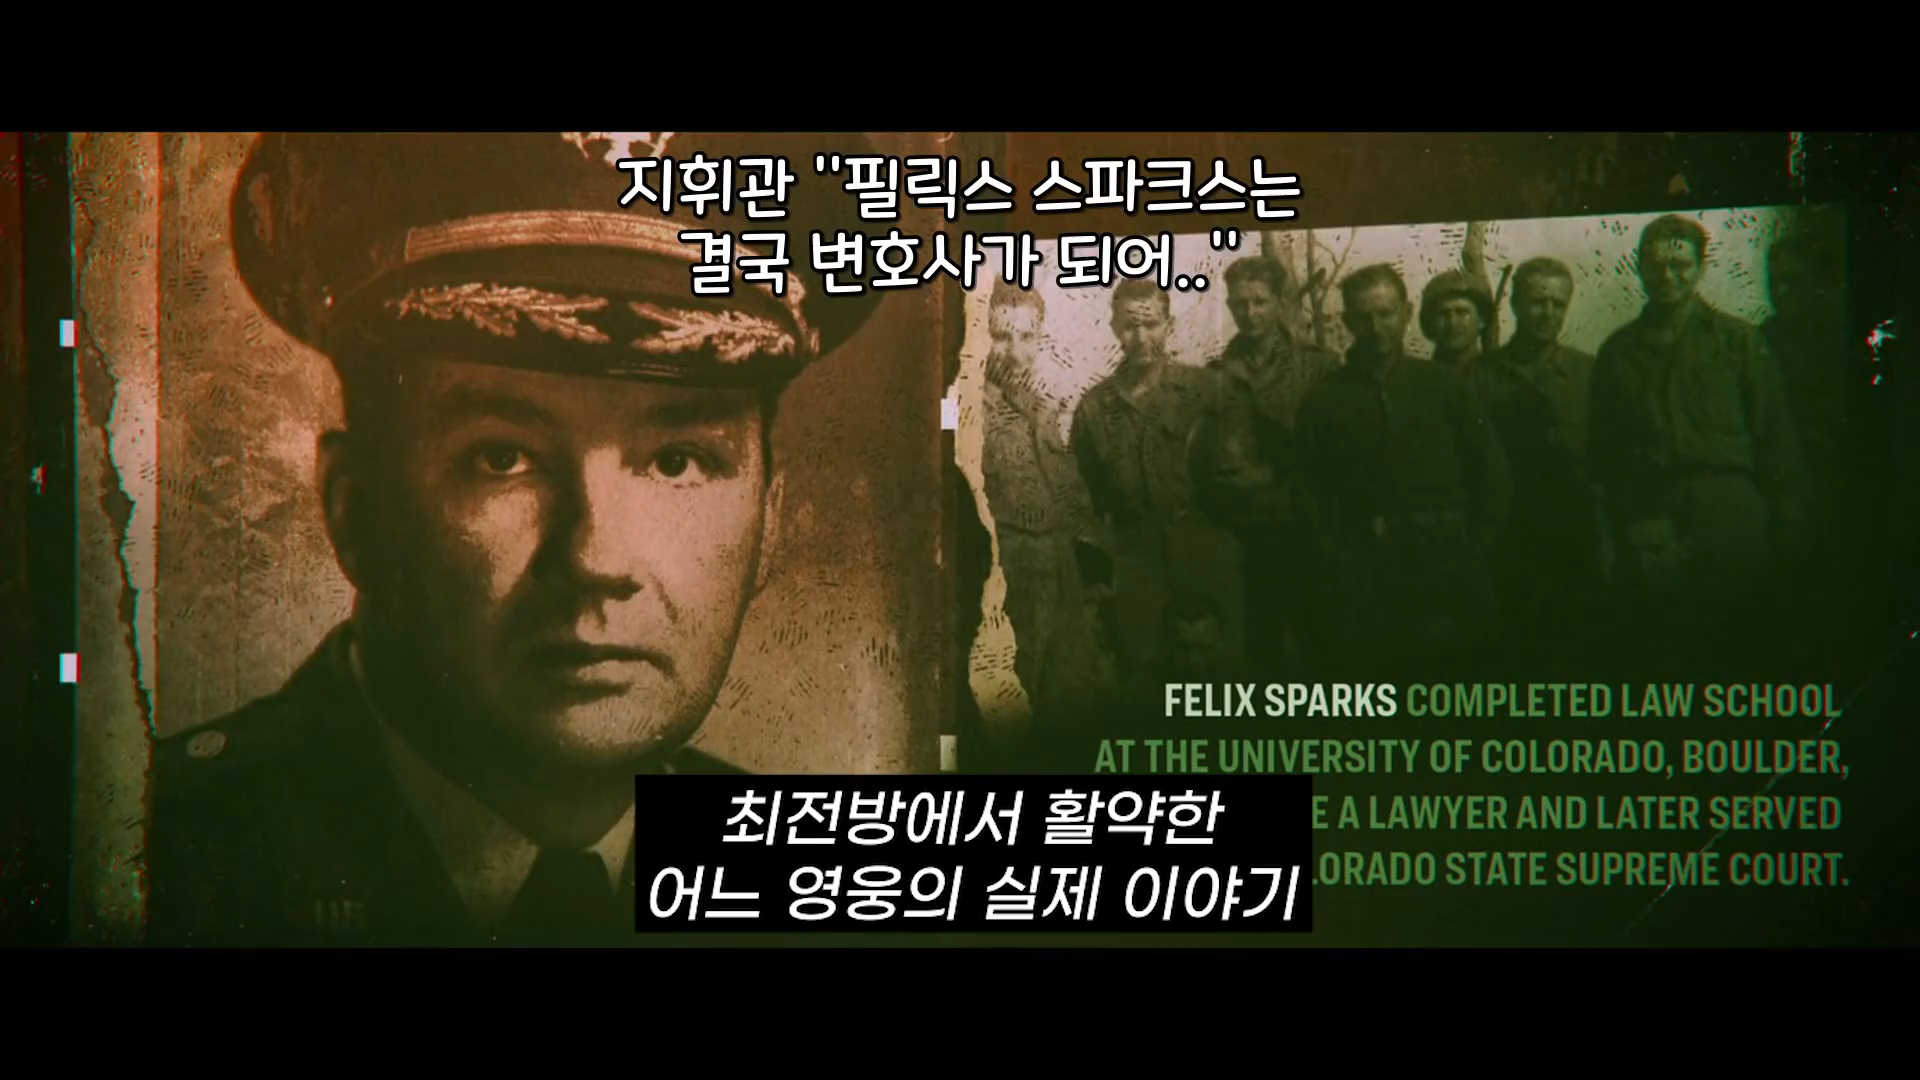 지휘관 "필릭스 스파크스는
결국 변호사가 되어.."
FELIX SPARKS COMPLETED LAW SCHOOL
AT THE UNIVERSITY OF COLORADO, BOULDER,
A LAWYER AND LATER SERVED
STATE SUPREME COURT.
최전방에서 활약한
어느 영웅의 실제 이야기